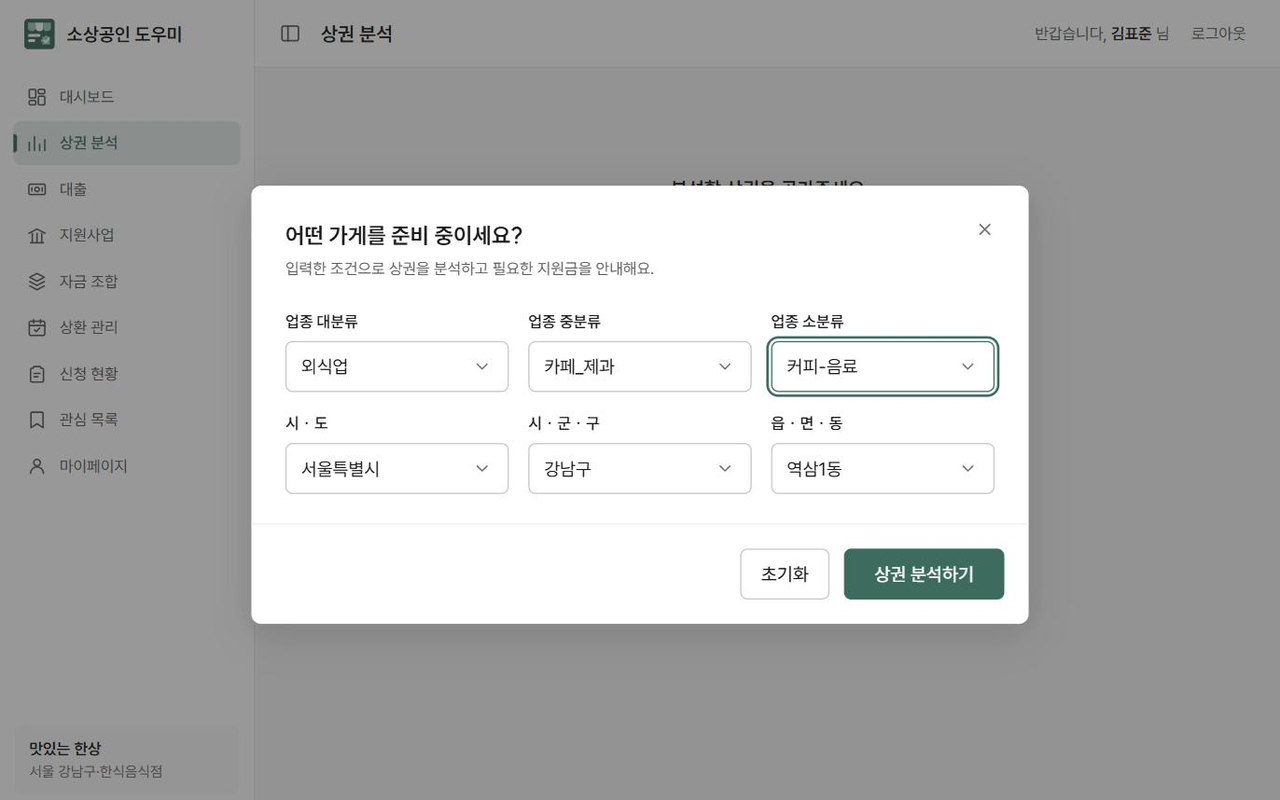 소상공인 도우미
상권 분석
반갑습니다, 김표준 님
로그아웃
대시보드
상권 분석
대출
지원사업
자금 조합
상환 관리
신청 현황
관심 목록
마이페이지
맛있는 한상
서울 강남구·한식음식점
어떤 가게를 준비 중이세요?
입력한 조건으로 상권을 분석하고 필요한 지원금을 안내해요.
업종 대분류
업종 중분류
업종 소분류
외식업
카페_제과
커피-음료
시 · 도
시 · 군 · 구
읍 · 면 · 동
서울특별시
강남구
역삼1동
초기화
상권 분석하기